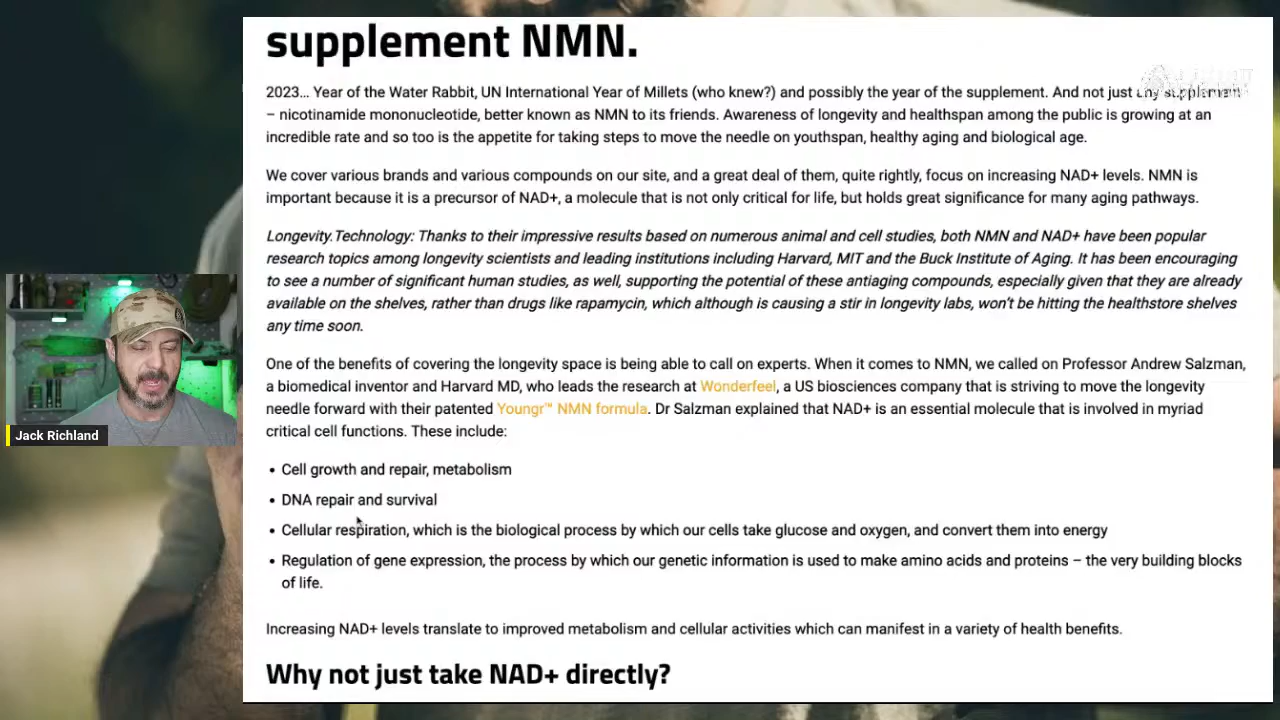 supplement NMN.
2023... Year of the Water Rabbit, UN International Year of Millets (who knew?) and possibly the year of the supplement. And not just any supplement
– nicotinamide mononucleotide, better known as NMN to its friends. Awareness of longevity and healthspan among the public is growing at an
incredible rate and so too is the appetite for taking steps to move the needle on youthspan, healthy aging and biological age.
We cover various brands and various compounds on our site, and a great deal of them, quite rightly, focus on increasing NAD+ levels. NMN is
important because it is a precursor of NAD+, a molecule that is not only critical for life, but holds great significance for many aging pathways.
Longevity.Technology: Thanks to their impressive results based on numerous animal and cell studies, both NMN and NAD+ have been popular
research topics among longevity scientists and leading institutions including Harvard, MIT and the Buck Institute of Aging. It has been encouraging
to see a number of significant human studies, as well, supporting the potential of these antiaging compounds, especially given that they are already
available on the shelves, rather than drugs like rapamycin, which although is causing a stir in longevity labs, won't be hitting the healthstore shelves
any time soon.
One of the benefits of covering the longevity space is being able to call on experts. When it comes to NMN, we called on Professor Andrew Salzman,
a biomedical inventor and Harvard MD, who leads the research at Wonderfeel, a US biosciences company that is striving to move the longevity
needle forward with their patented Youngr™ NMN formula. Dr Salzman explained that NAD+ is an essential molecule that is involved in myriad
critical cell functions. These include:
• Cell growth and repair, metabolism
• DNA repair and survival
• Cellular respiration, which is the biological process by which our cells take glucose and oxygen, and convert them into energy
• Regulation of gene expression, the process by which our genetic information is used to make amino acids and proteins – the very building blocks
of life.
Increasing NAD+ levels translate to improved metabolism and cellular activities which can manifest in a variety of health benefits.
Why not just take NAD+ directly?
Jack Richland